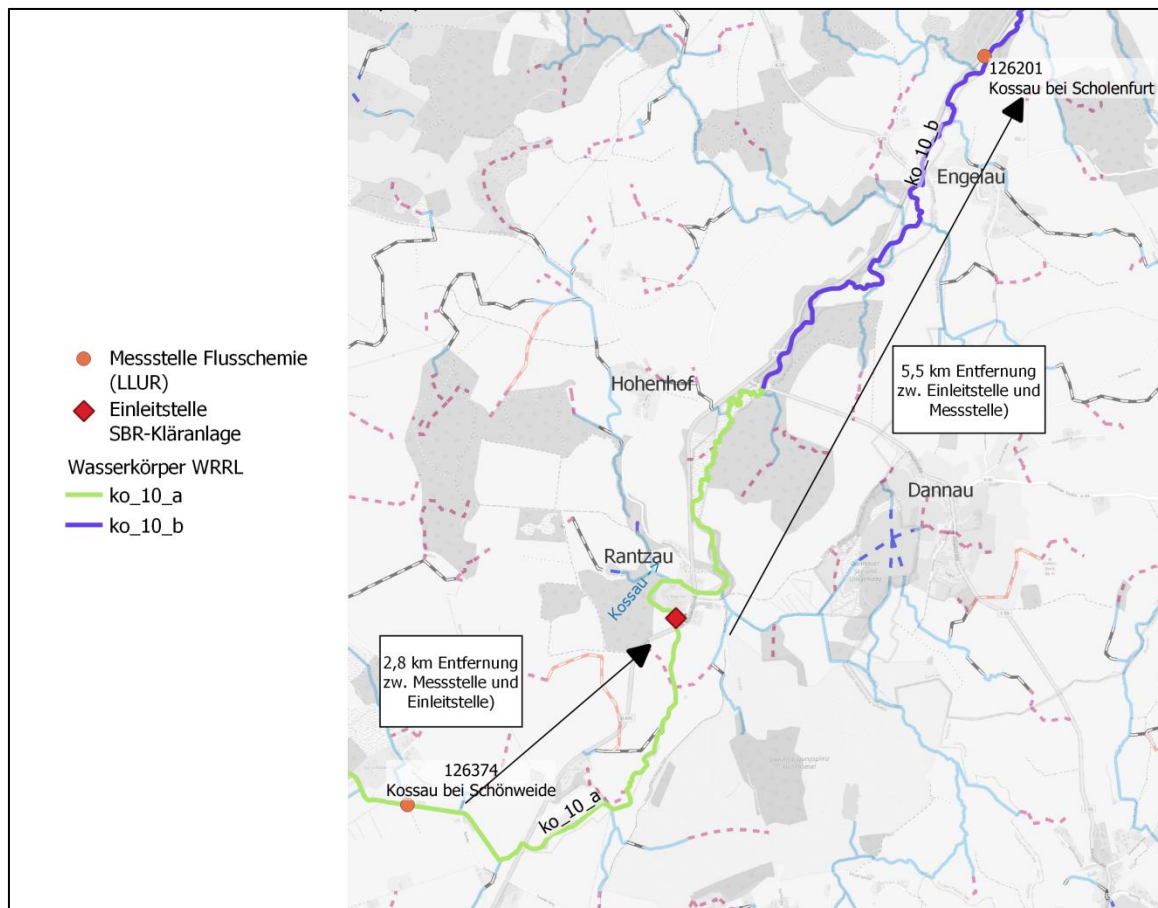 Messstelle Flusschemie
(LLUR)
Einleitstelle
SBR-Kläranlage
Wasserkörper WRRL
ko_10_a
ko_10_b
126201
Kossau bei Scholenfurt
ko_10_b
Engelau
5,5 km Entfernung
zw. Einleitstelle und
Messstelle)
Hohenhof
Dannau
Rantzau
Kossau
2,8 km Entfernung
zw. Messstelle und
Einleitstelle)
126374
Kossau bei Schönweide
ko_10_a